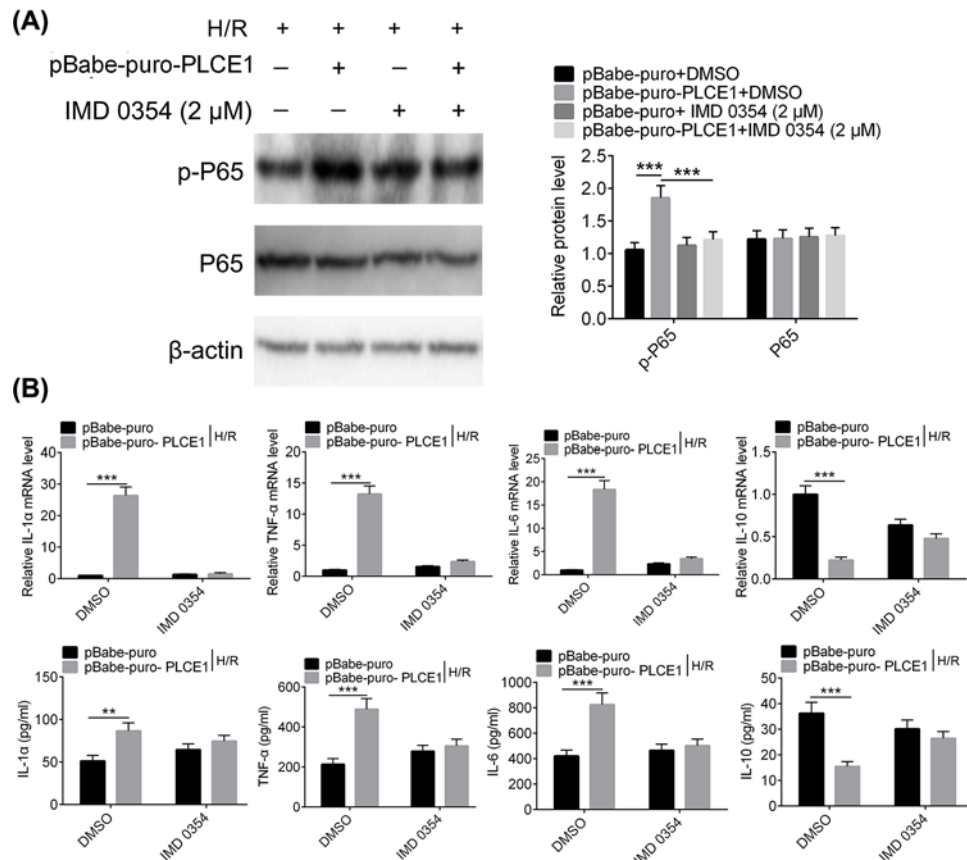 (A)
H/R + + + +
pBabe-puro-PLCE1 – + – +
IMD 0354 (2 μM) – – + +
p-P65
P65
β-actin
pBabe-puro+DMSO
pBabe-puro-PLCE1+DMSO
pBabe-puro+ IMD 0354 (2 μM)
pBabe-puro-PLCE1+IMD 0354 (2 μM)
Relative protein level
2.5
2.0
1.5
1.0
0.5
0.0
*** ***
p-P65 P65
(B)
pBabe-puro
pBabe-puro- PLCE1
H/R
Relative IL-1α mRNA level
40
30
20
10
0
***
DMSO IMD 0354
pBabe-puro
pBabe-puro- PLCE1
H/R
Relative TNF-α mRNA level
15
10
5
0
***
DMSO IMD 0354
pBabe-puro
pBabe-puro- PLCE1
H/R
Relative IL-6 mRNA level
25
20
15
10
5
0
***
DMSO IMD 0354
pBabe-puro
pBabe-puro- PLCE1
H/R
Relative IL-10 mRNA level
1.5
1.0
0.5
0.0
***
DMSO IMD 0354
pBabe-puro
pBabe-puro- PLCE1
H/R
IL-1α (pg/ml)
150
100
50
0
**
DMSO IMD 0354
pBabe-puro
pBabe-puro- PLCE1
H/R
TNF-α (pg/ml)
600
400
200
0
***
DMSO IMD 0354
pBabe-puro
pBabe-puro- PLCE1
H/R
IL-6 (pg/ml)
1000
800
600
400
200
0
***
DMSO IMD 0354
pBabe-puro
pBabe-puro- PLCE1
H/R
IL-10 (pg/ml)
50
40
30
20
10
0
***
DMSO IMD 0354